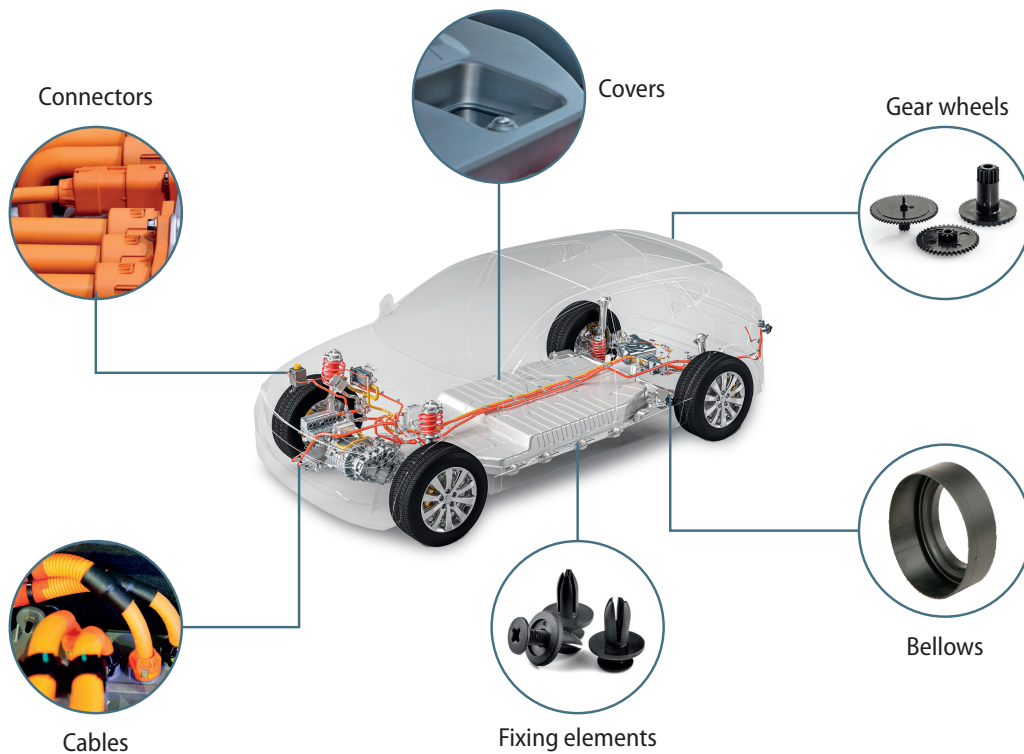 Covers
Connectors
Gear wheels
Bellows
Fixing elements
Cables